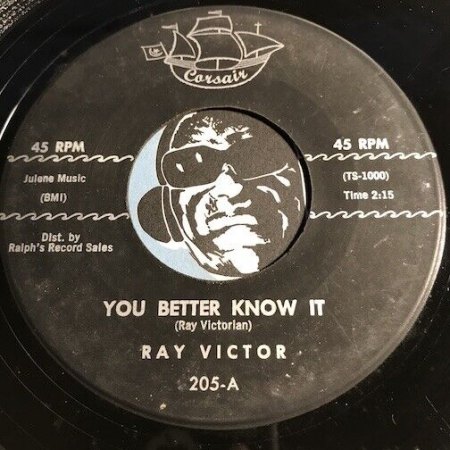 Corsair
45 RPM
45 RPM
Julene Music
(BMI)
(TS-1000)
Time 2:15
Dist. by
Ralph's Record Sales
YOU BETTER KNOW IT
(Ray Victorian)
RAY VICTOR
205-A